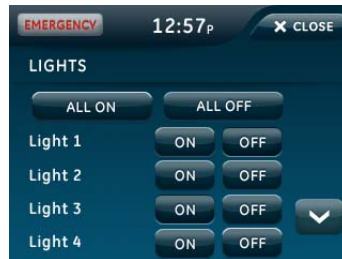 EMERGENCY 12:57P X CLOSE
LIGHTS
ALL ON ALL OFF
Light 1 ON OFF
Light 2 ON OFF
Light 3 ON OFF
Light 4 ON OFF